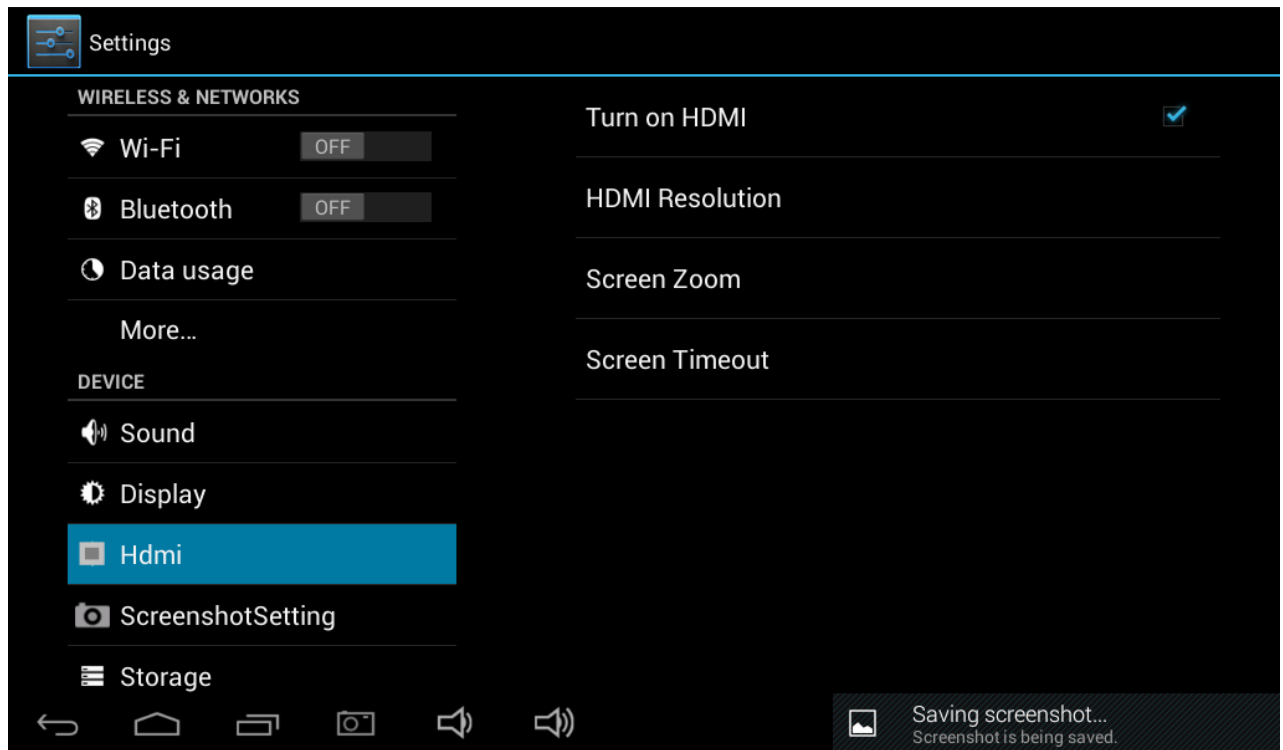 Settings
WIRELESS & NETWORKS
Wi-Fi OFF
Bluetooth OFF
Data usage
More...
DEVICE
Sound
Display
Hdmi
ScreenshotSetting
Storage
Turn on HDMI
HDMI Resolution
Screen Zoom
Screen Timeout
Saving screenshot...
Screenshot is being saved.